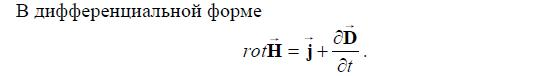 В дифференциальной форме
rotH⃗ = j⃗ + ∂D⃗/∂t .